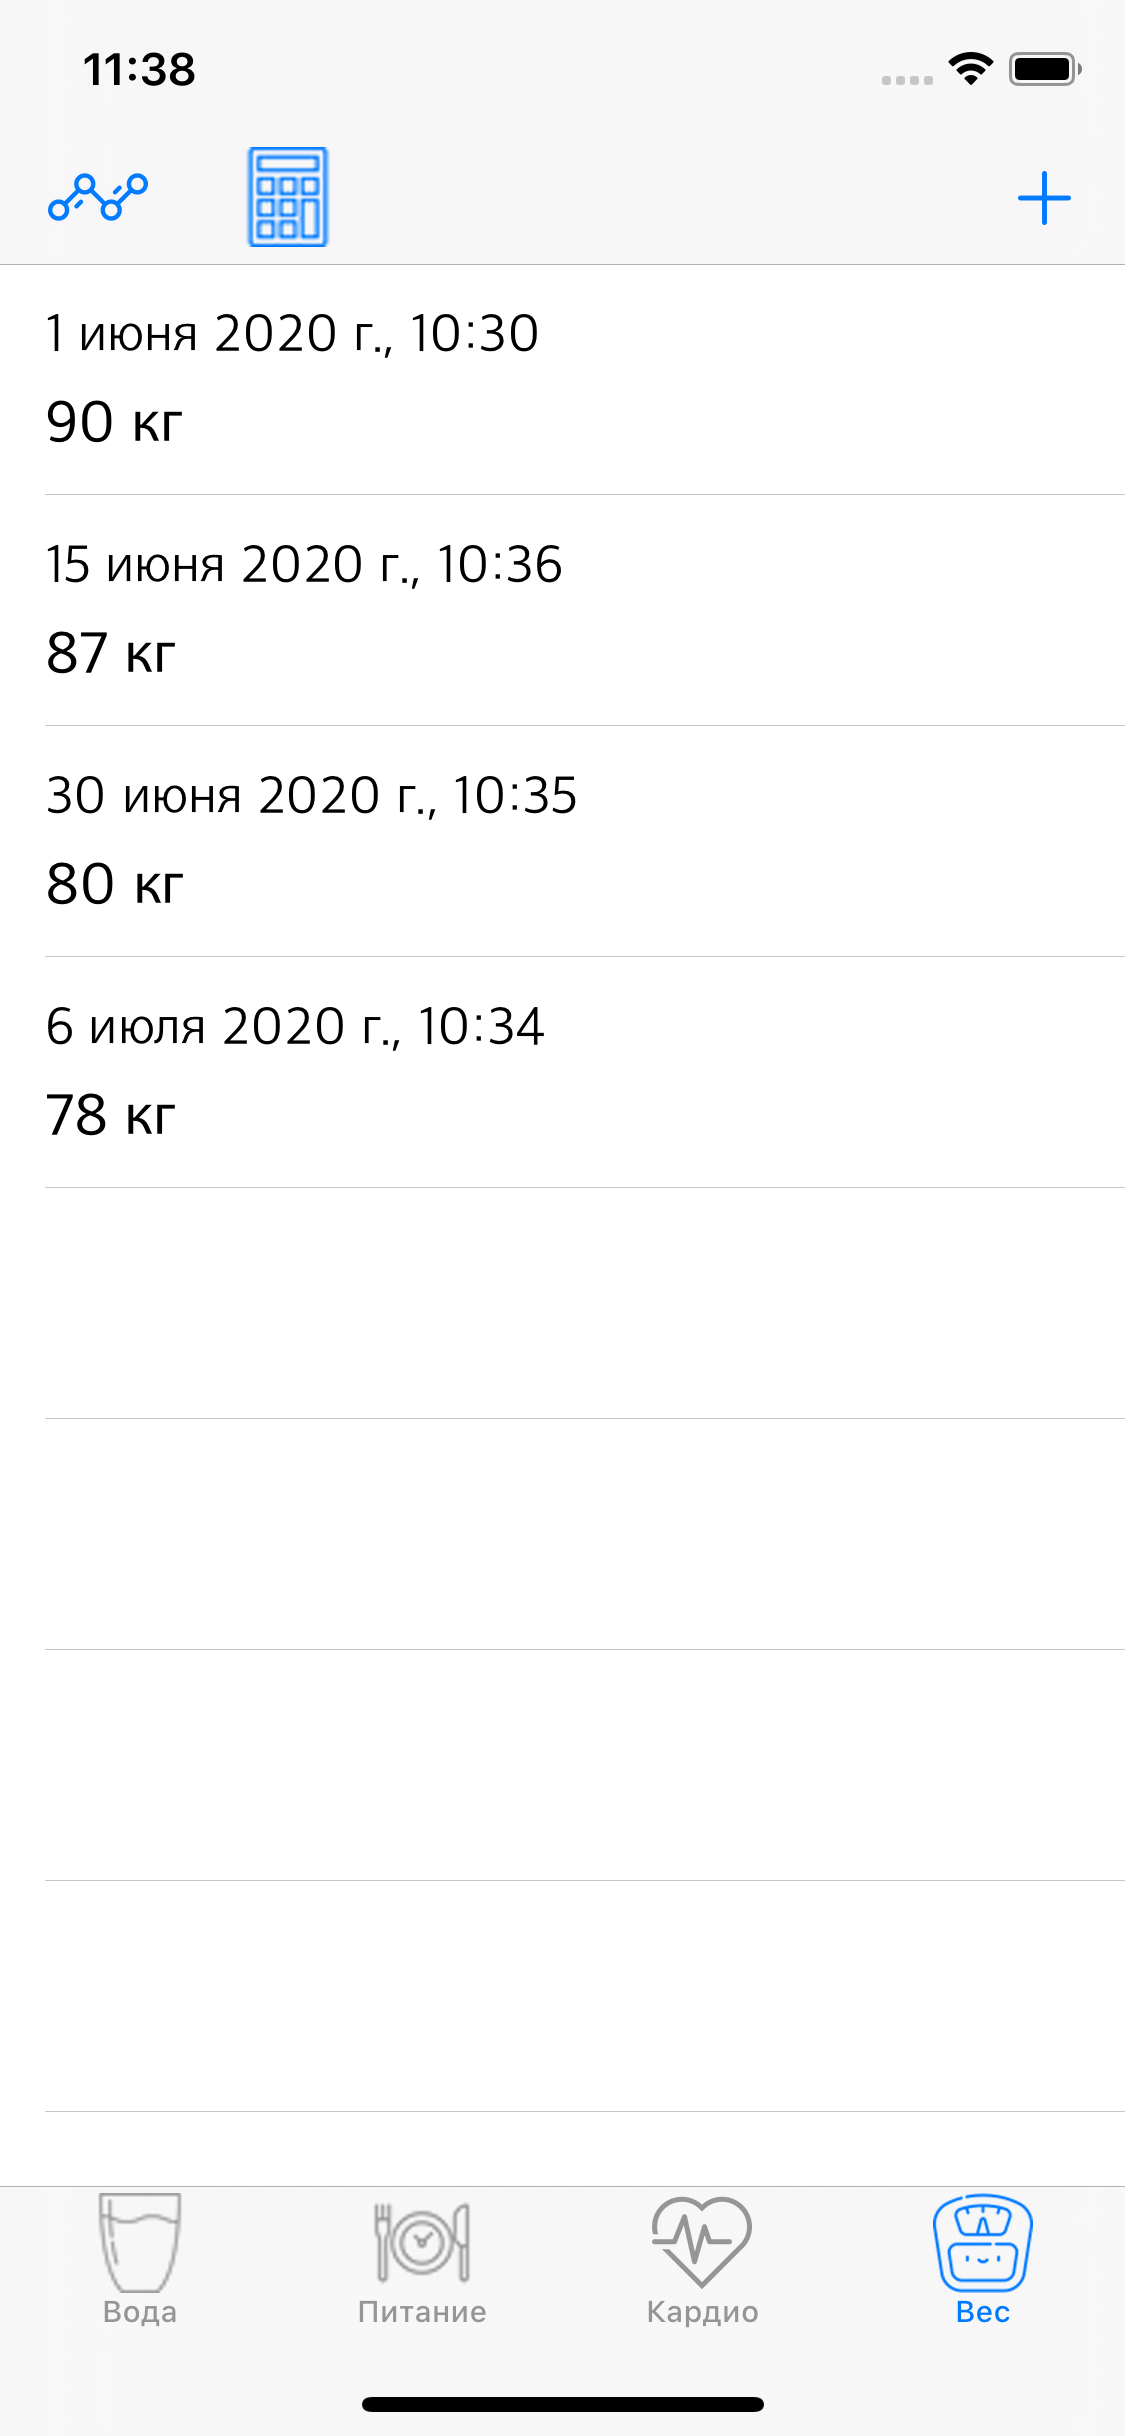 11:38
1 июня 2020 г., 10:30
90 кг
15 июня 2020 г., 10:36
87 кг
30 июня 2020 г., 10:35
80 кг
6 июля 2020 г., 10:34
78 кг
Вода Питание Кардио Вес